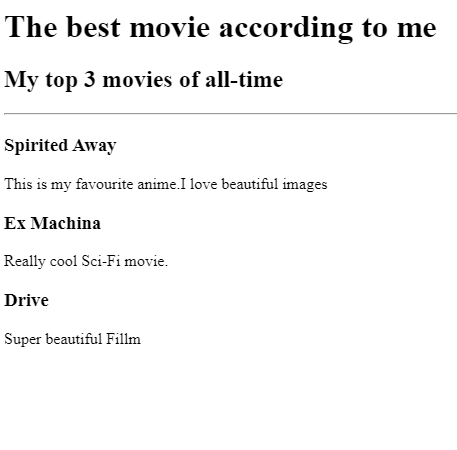 The best movie according to me
My top 3 movies of all-time
Spirited Away
This is my favourite anime.I love beautiful images
Ex Machina
Really cool Sci-Fi movie.
Drive
Super beautiful Fillm